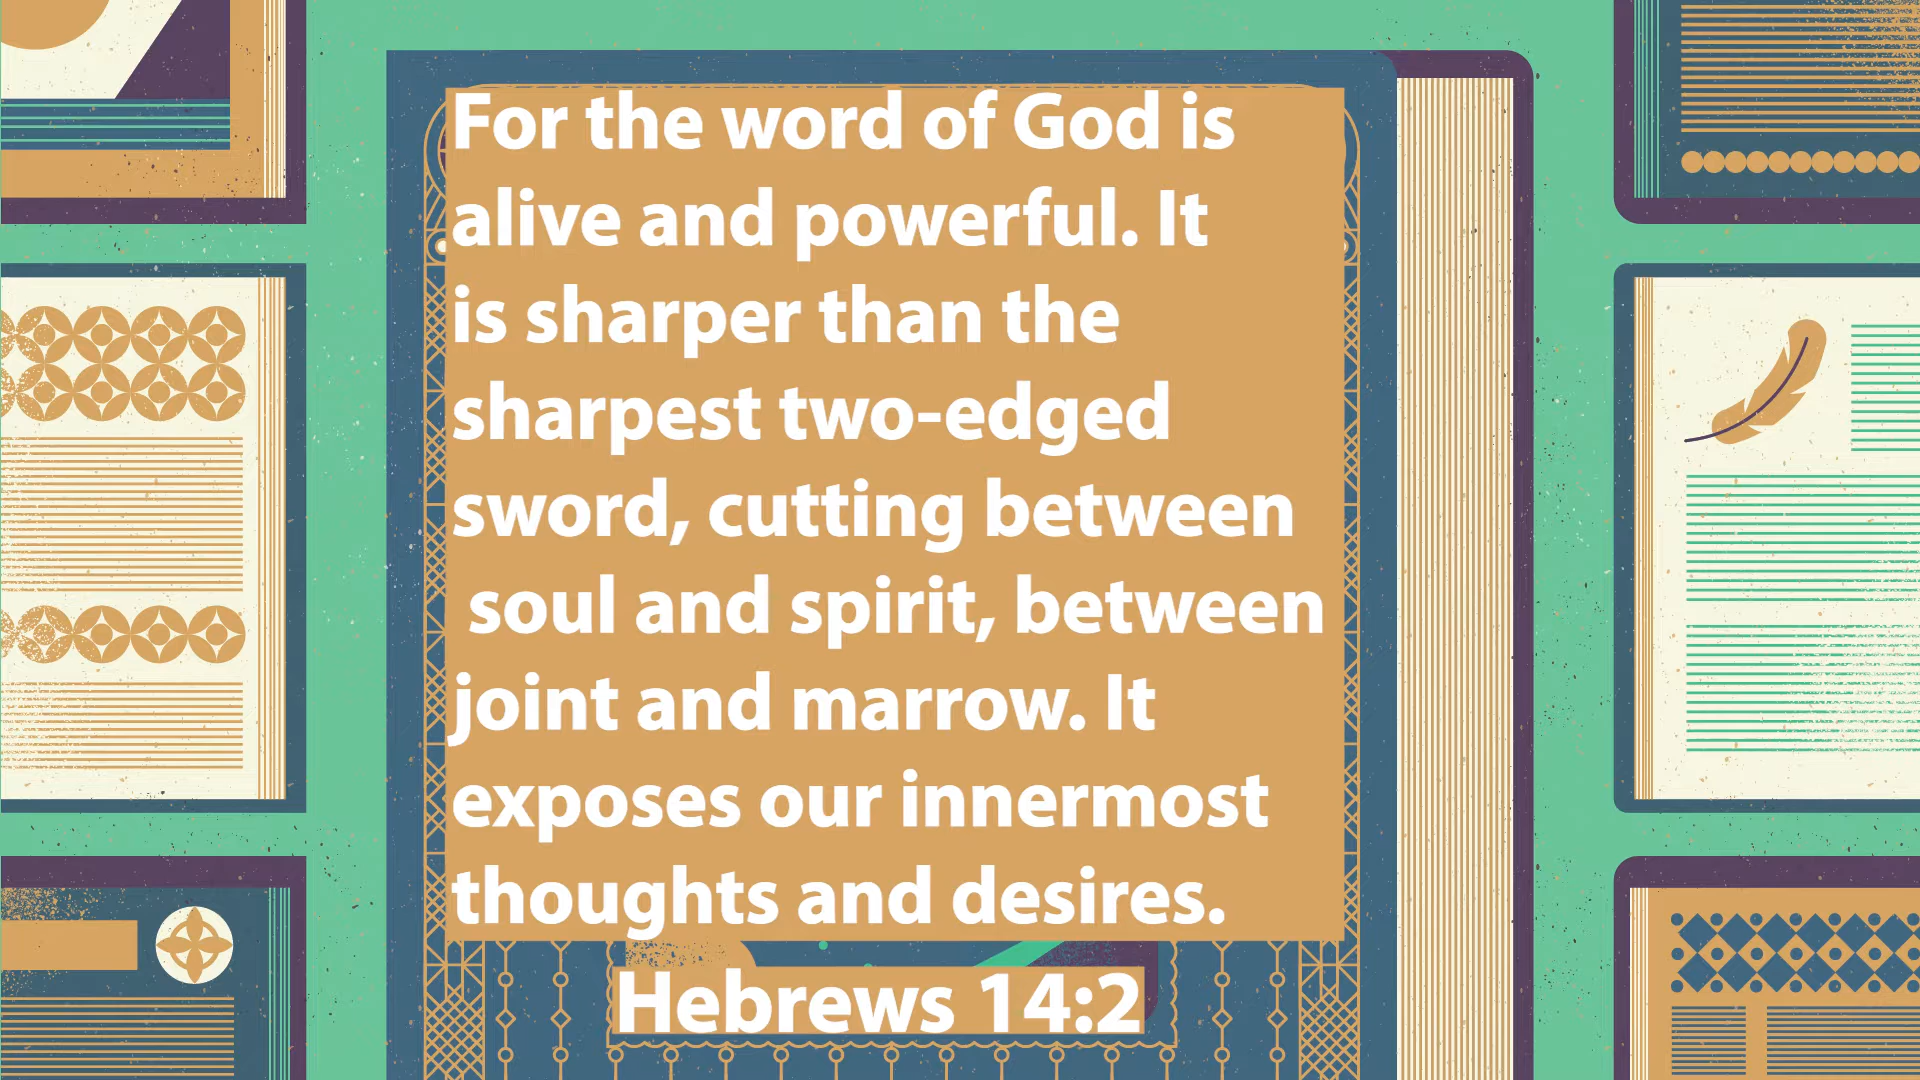 For the word of God is
alive and powerful. It
is sharper than the
sharpest two-edged
sword, cutting between
soul and spirit, between
joint and marrow. It
exposes our innermost
thoughts and desires.
Hebrews 14:2